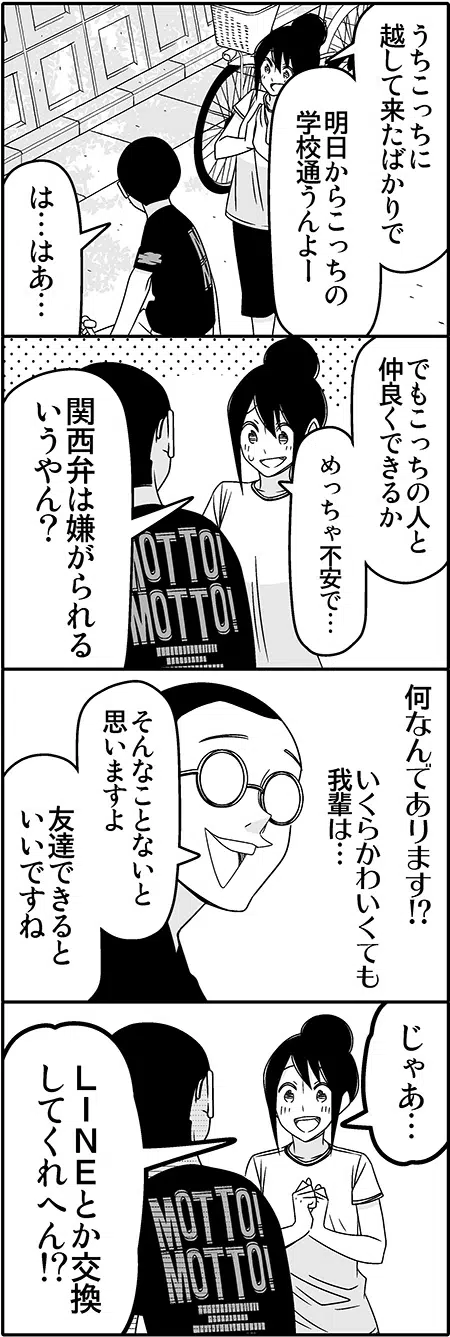 うちこっちに
越して来たばかりで
明日からこっちの
学校通うんよー
は…はぁ…
でもこっちの人と
仲良くできるか
めっちゃ不安で…
関西弁は嫌がられる
いうやん？
MOTTO!
MOTTO!
何なんであります!?
いくらかわいくても
我輩は…
そんなことないと
思いますよ
友達できると
いいですね
じゃあ…
LINEとか交換
してくれへん!?
MOTTO!
MOTTO!